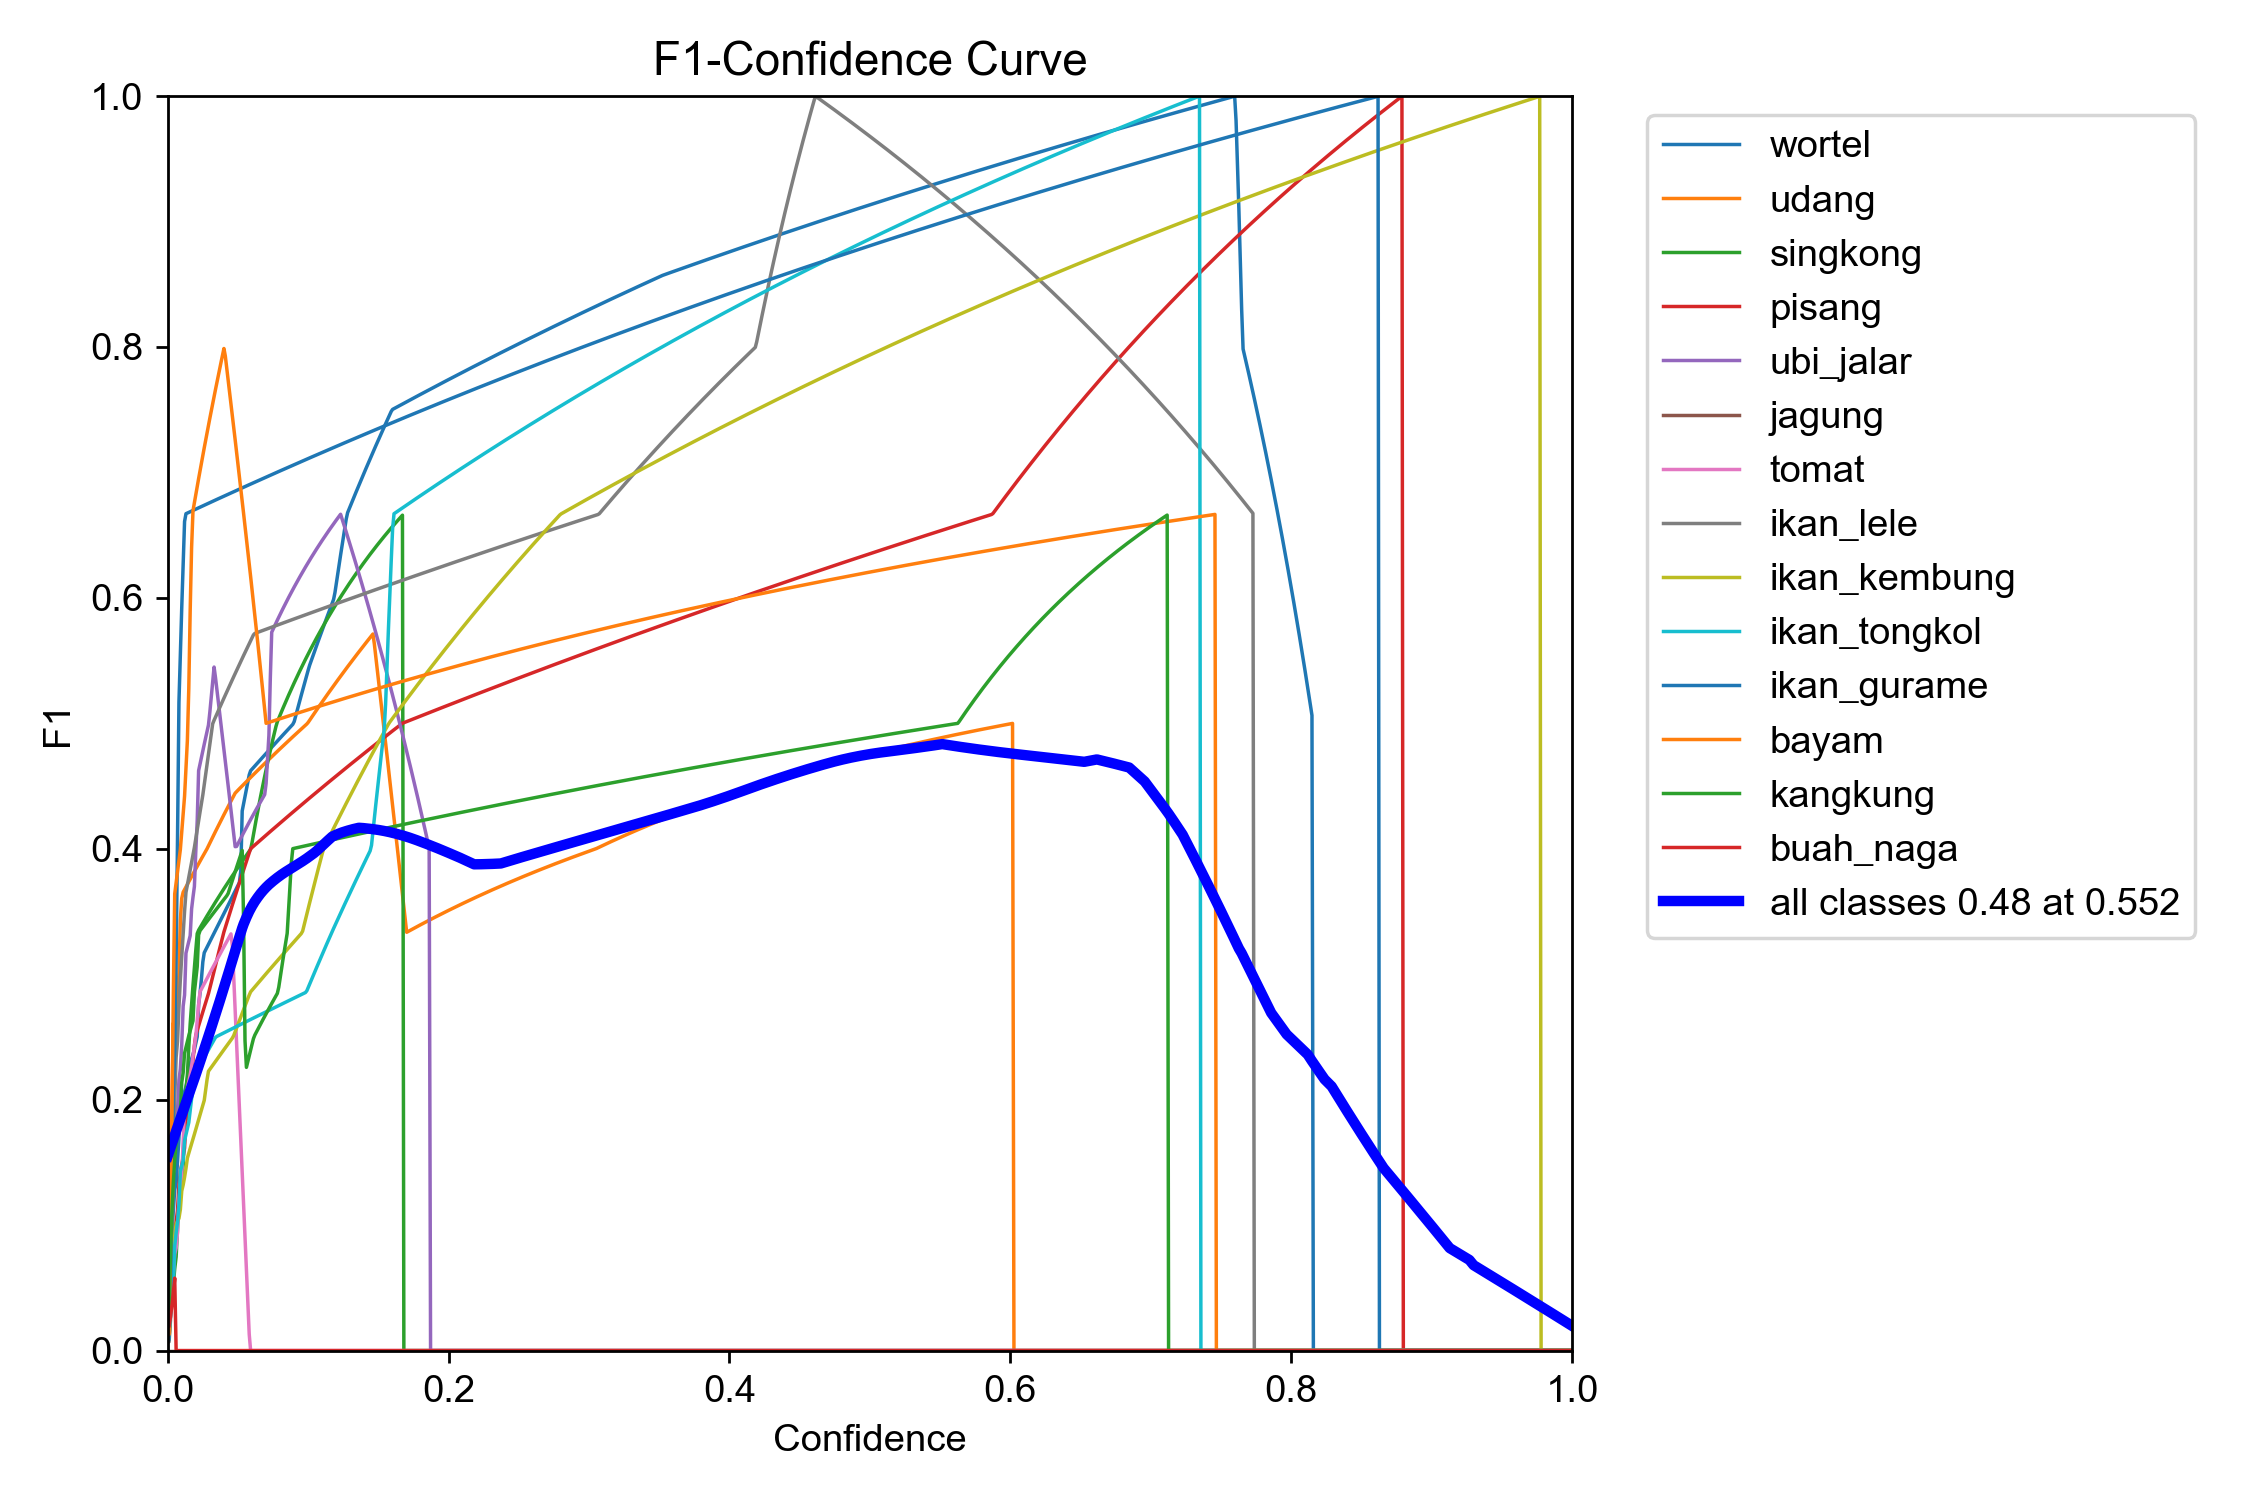 F1-Confidence Curve
1.0
0.8
0.6
0.4
0.2
0.0
F1
0.0 0.2 0.4 0.6 0.8 1.0
Confidence
wortel
udang
singkong
pisang
ubi_jalar
jagung
tomat
ikan_lele
ikan_kembung
ikan_tongkol
ikan_gurame
bayam
kangkung
buah_naga
all classes 0.48 at 0.552